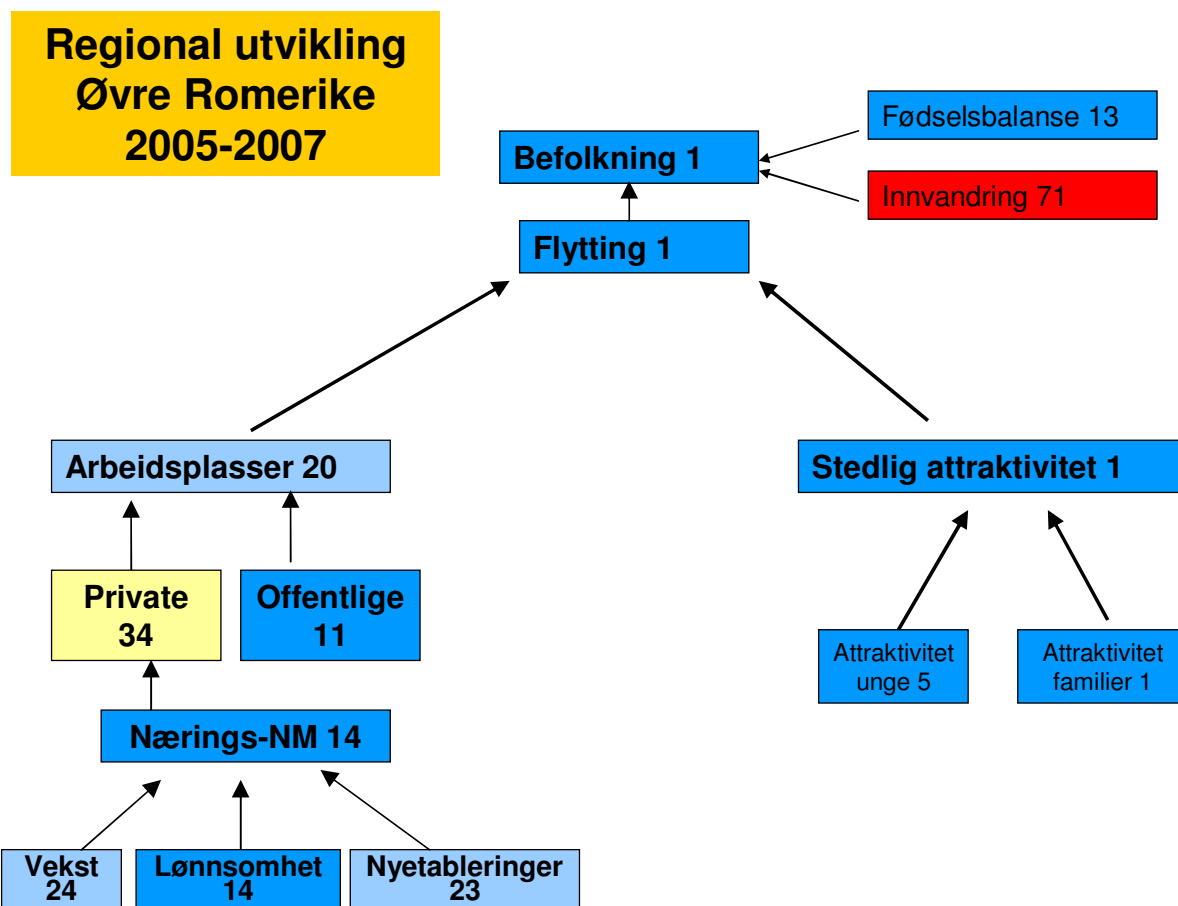 Regional utvikling
Øvre Romerike
2005-2007
Fødselsbalanse 13
Befolkning 1
Innvandring 71
Flytting 1
Arbeidsplasser 20
Stedlig attraktivitet 1
Private
34
Offentlige
11
Attraktivitet
unge 5
Attraktivitet
familier 1
Nærings-NM 14
Vekst
24
Lønnsomhet
14
Nyetableringer
23